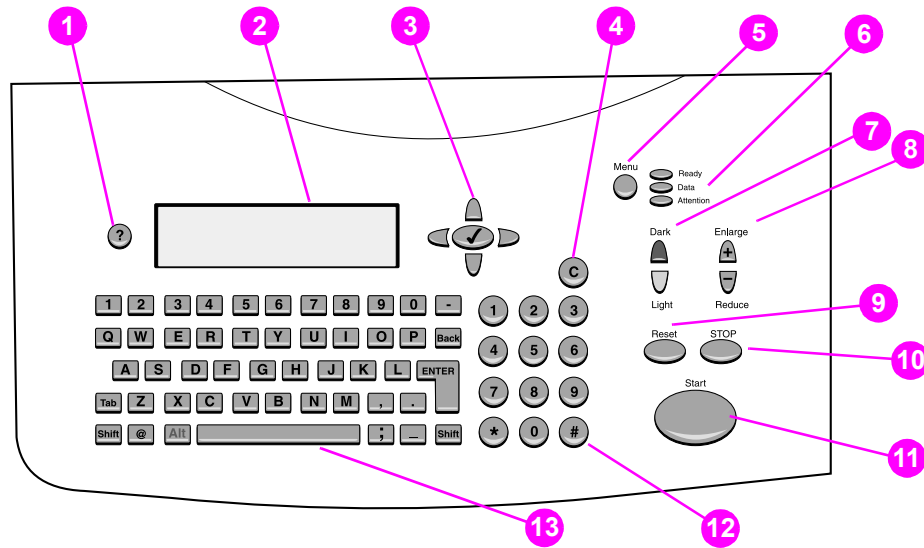 1 2 3 4 5 6
7 8
Menu
Ready
Data
Attention
?
✓
Dark Enlarge
+
−
Light Reduce
C
1 2 3 4 5 6 7 8 9 0 -
Q W E R T Y U I O P Back
A S D F G H J K L ENTER
Tab Z X C V B N M , .
Shift @ Alt ; _ Shift
1 2 3
4 5 6
7 8 9
* 0 #
9
Reset STOP
10
Start
11
12
13